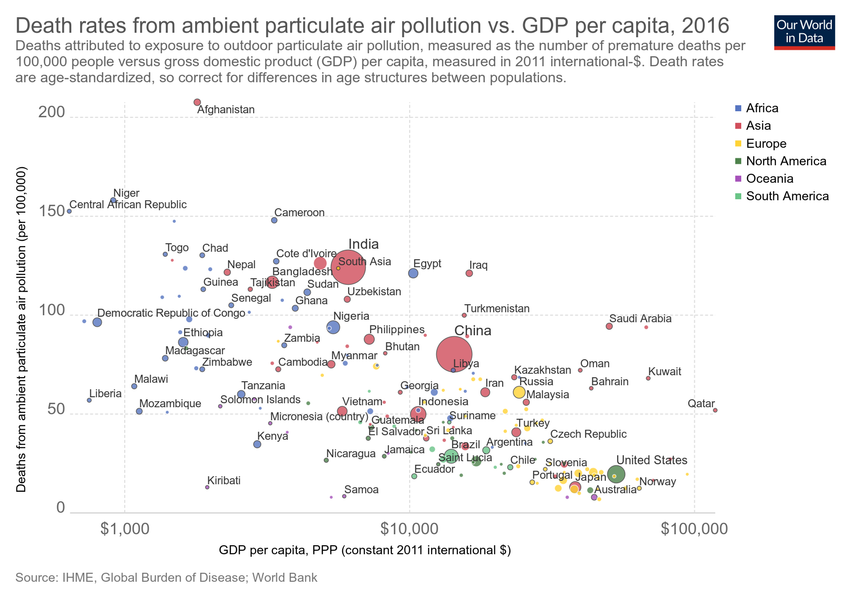 Death rates from ambient particulate air pollution vs. GDP per capita, 2016
Our World
in Data
Deaths attributed to exposure to outdoor particulate air pollution, measured as the number of premature deaths per
100,000 people versus gross domestic product (GDP) per capita, measured in 2011 international-$. Death rates
are age-standardized, so correct for differences in age structures between populations.
Deaths from ambient air pollution (per 100,000)
200
150
100
50
0
Afghanistan
Niger
Central African Republic
Cameroon
Togo
Chad
Cote d'Ivoire
India
South Asia
Nepal
Bangladesh
Egypt
Iraq
Guinea
Tajikistan
Sudan
Uzbekistan
Senegal
Ghana
Democratic Republic of Congo
Nigeria
Turkmenistan
Saudi Arabia
Ethiopia
Zambia
Philippines
China
Madagascar
Bhutan
Zimbabwe
Cambodia
Myanmar
Libya
Kazakhstan
Oman
Kuwait
Malawi
Tanzania
Georgia
Iran
Russia
Bahrain
Liberia
Mozambique
Solomon Islands
Vietnam
Indonesia
Malaysia
Qatar
Micronesia (country)
Guatemala
Suriname
Turkey
Kenya
El Salvador
Sri Lanka
Czech Republic
Nicaragua
Jamaica
Brazil
Argentina
Saint Lucia
Chile
Slovenia
United States
Kiribati
Ecuador
Portugal
Japan
Norway
Samoa
Australia
$1,000
$10,000
$100,000
GDP per capita, PPP (constant 2011 international $)
Africa
Asia
Europe
North America
Oceania
South America
Source: IHME, Global Burden of Disease; World Bank